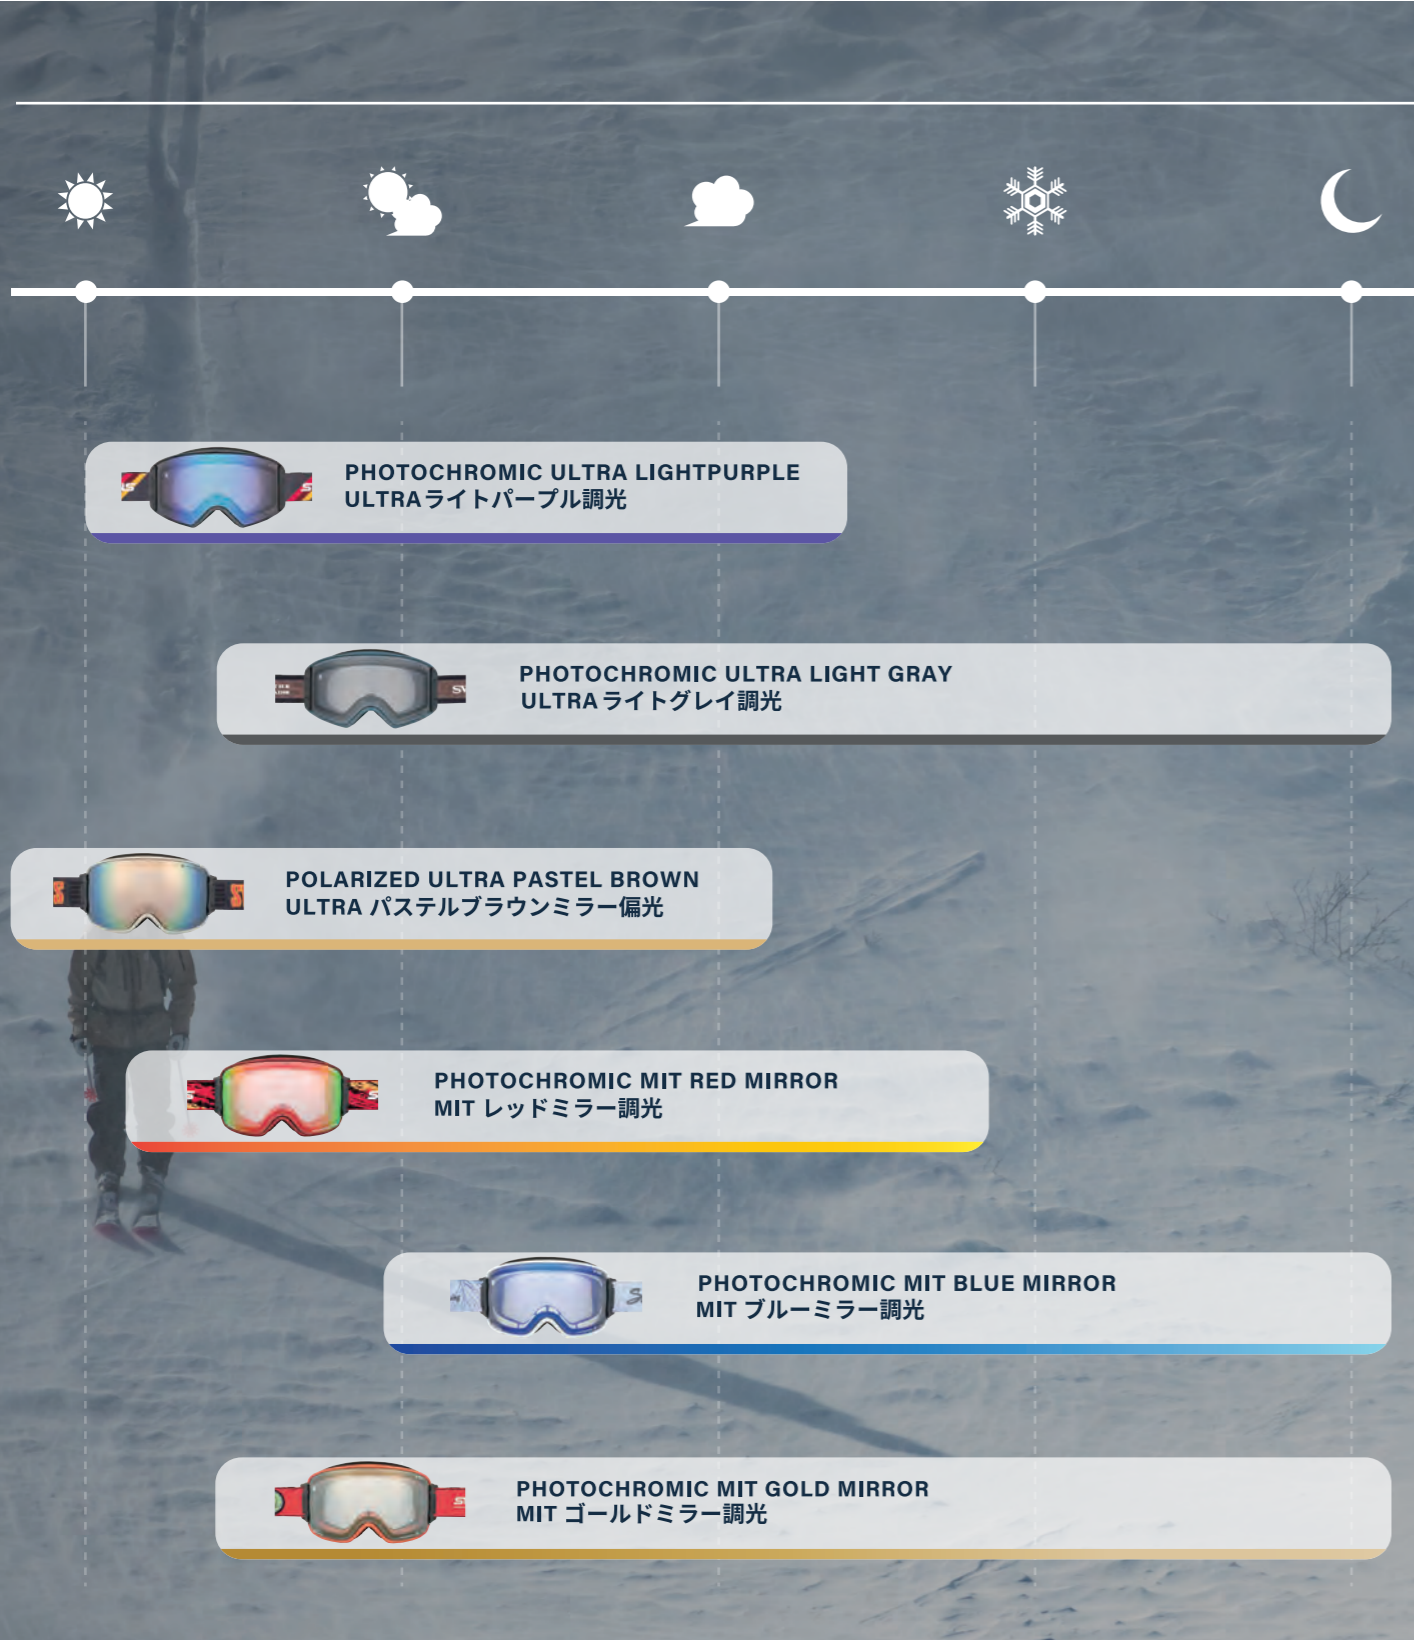 PHOTOCHROMIC ULTRA LIGHTPURPLE
ULTRAライトパープル調光
PHOTOCHROMIC ULTRA LIGHT GRAY
ULTRAライトグレイ調光
POLARIZED ULTRA PASTEL BROWN
ULTRA パステルブラウンミラー偏光
PHOTOCHROMIC MIT RED MIRROR
MIT レッドミラー調光
PHOTOCHROMIC MIT BLUE MIRROR
MIT ブルーミラー調光
PHOTOCHROMIC MIT GOLD MIRROR
MIT ゴールドミラー調光